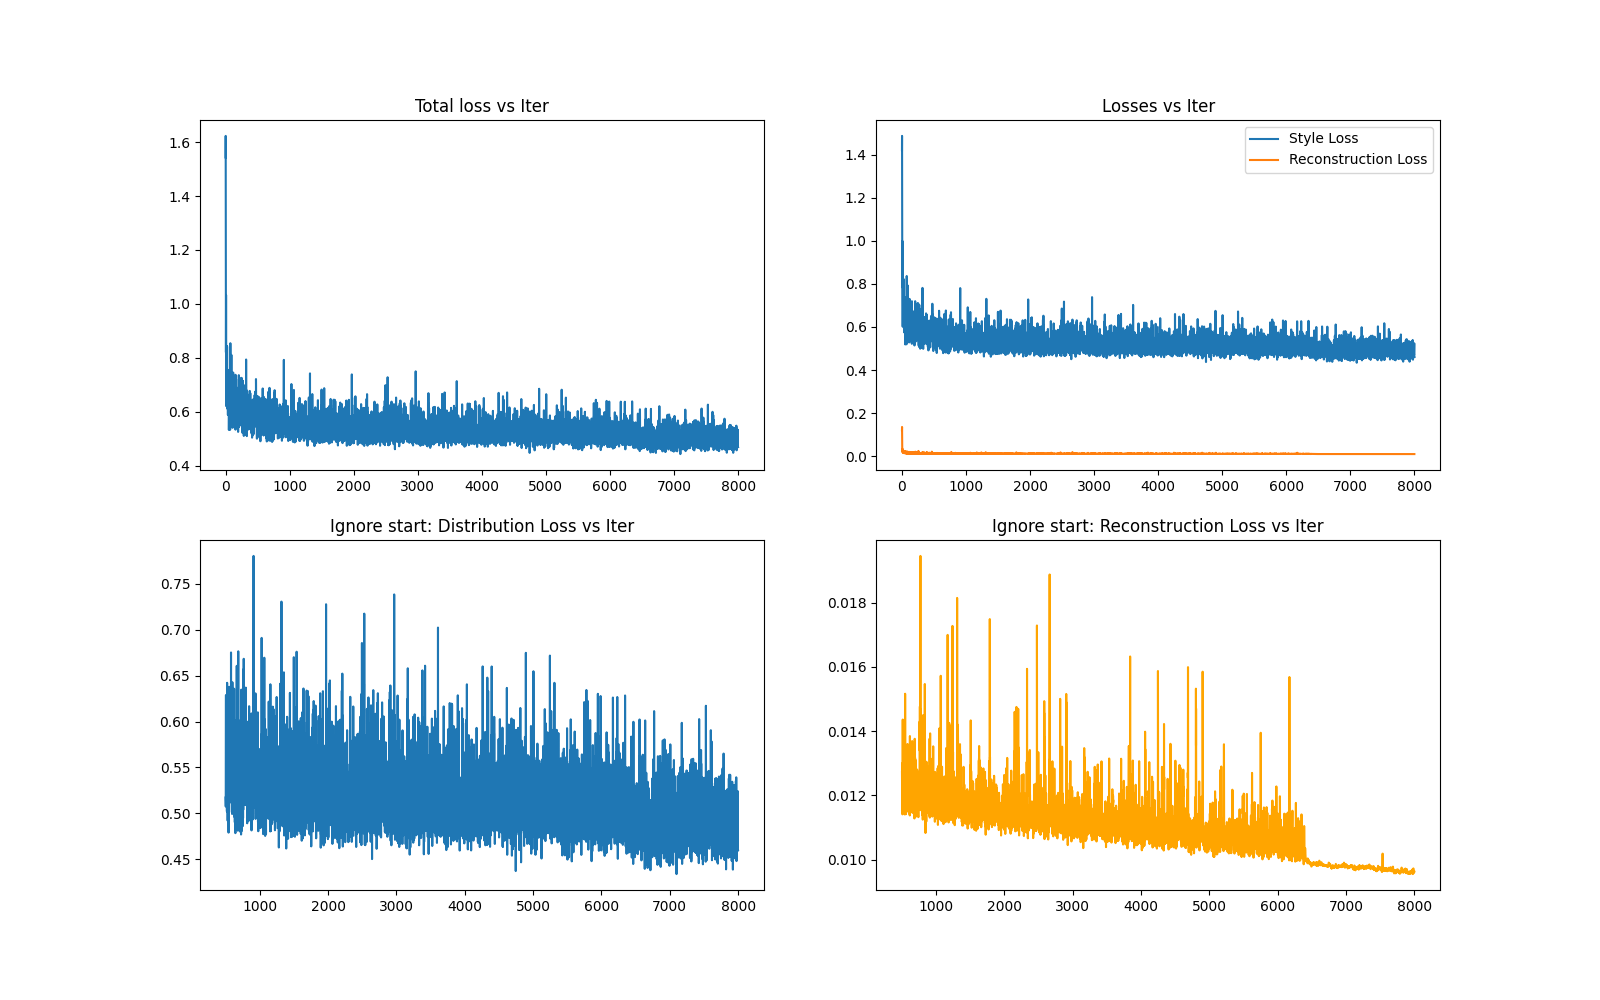 Total loss vs Iter
1.6
1.4
1.2
1.0
0.8
0.6
0.4
0 1000 2000 3000 4000 5000 6000 7000 8000
Losses vs Iter
Style Loss
Reconstruction Loss
1.4
1.2
1.0
0.8
0.6
0.4
0.2
0.0
0 1000 2000 3000 4000 5000 6000 7000 8000
Ignore start: Distribution Loss vs Iter
0.75
0.70
0.65
0.60
0.55
0.50
0.45
1000 2000 3000 4000 5000 6000 7000 8000
Ignore start: Reconstruction Loss vs Iter
0.018
0.016
0.014
0.012
0.010
1000 2000 3000 4000 5000 6000 7000 8000